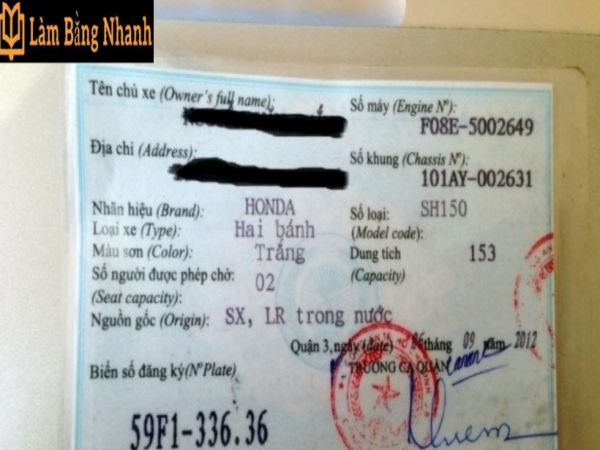 Làm Bằng Nhanh
Tên chủ xe (Owner's full name):
Số máy (Engine Nº):
F08E-5002649
Địa chỉ (Address):
Số khung (Chassis Nº):
101AY-002631
Nhãn hiệu (Brand): HONDA
Số loại: SH150
(Model code):
Loại xe (Type): Hai bánh
Màu sơn (Color): Trắng
Dung tích 153
(Capacity)
Số người được phép chở: 02
(Seat capacity):
Nguồn gốc (Origin): SX, LR trong nước
Quận 3, ngày (date) 06 tháng 09 năm 2012
TRƯỞNG CA QUẬN
Biển số đăng ký (Nº Plate)
59F1-336.36